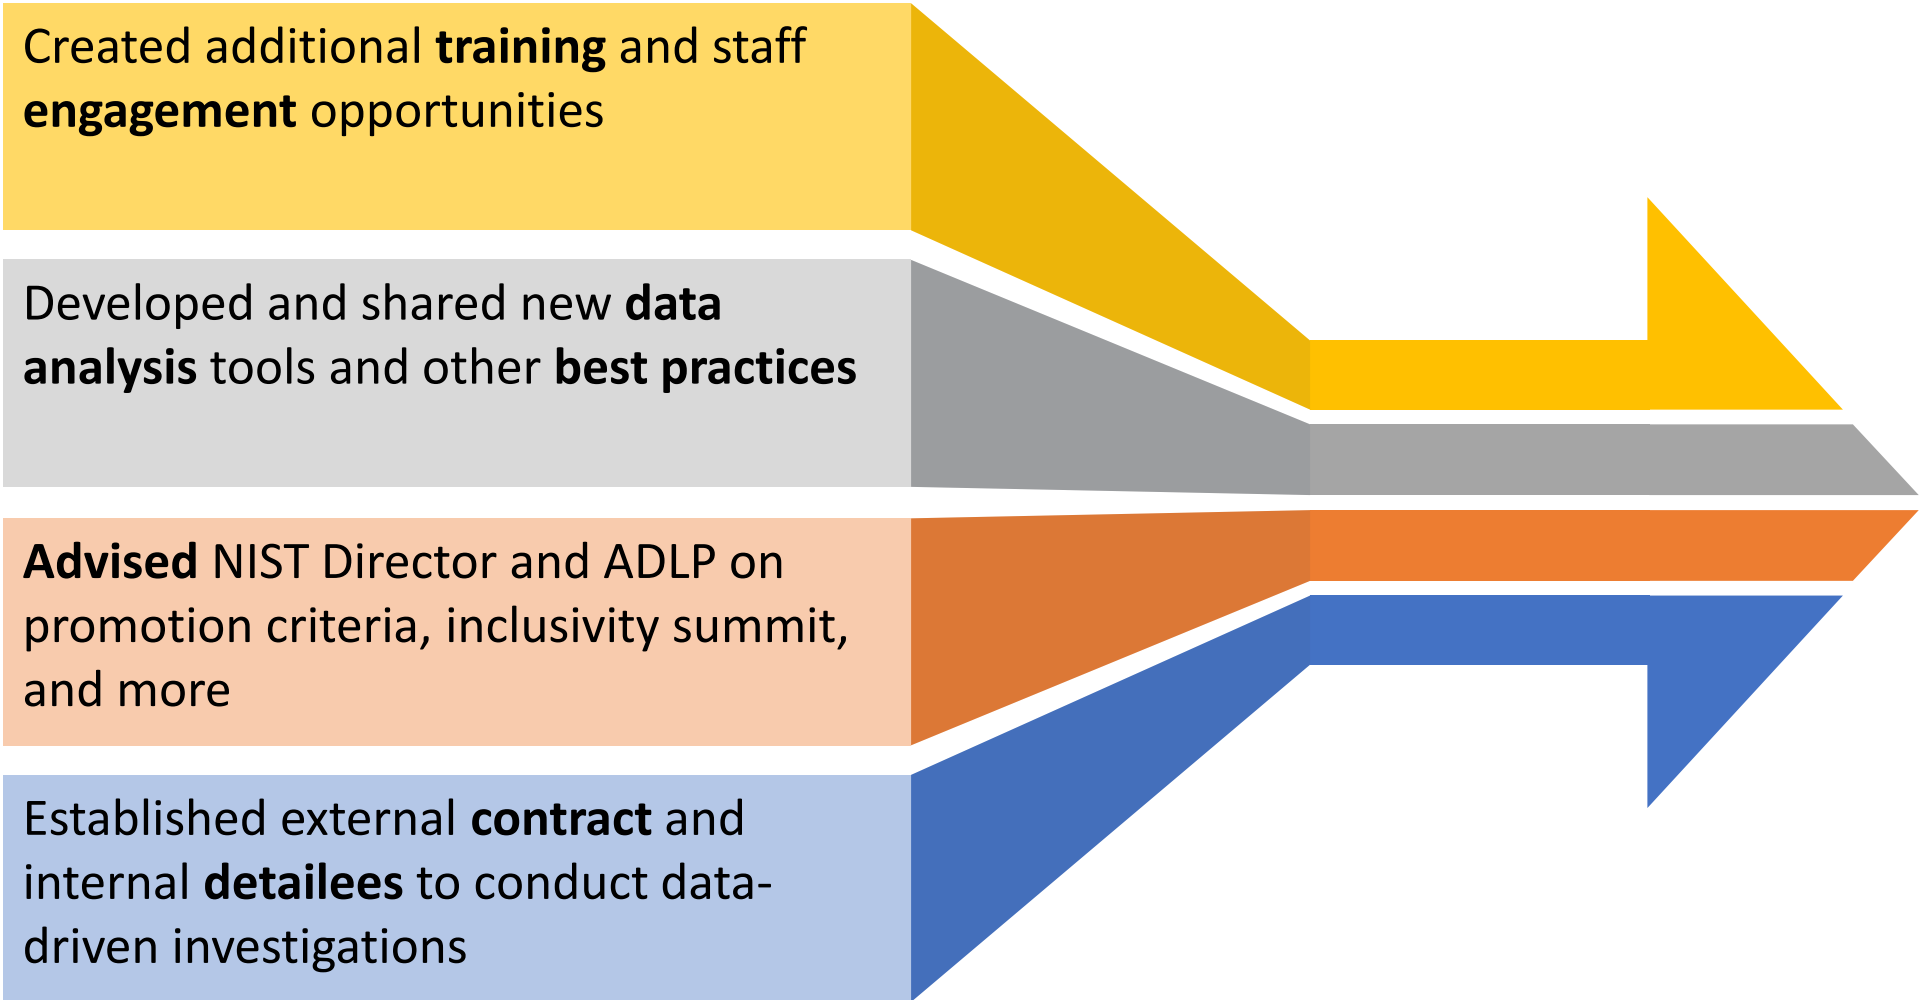 Created additional training and staff
engagement opportunities
Developed and shared new data
analysis tools and other best practices
Advised NIST Director and ADLP on
promotion criteria, inclusivity summit,
and more
Established external contract and
internal detailees to conduct data-
driven investigations